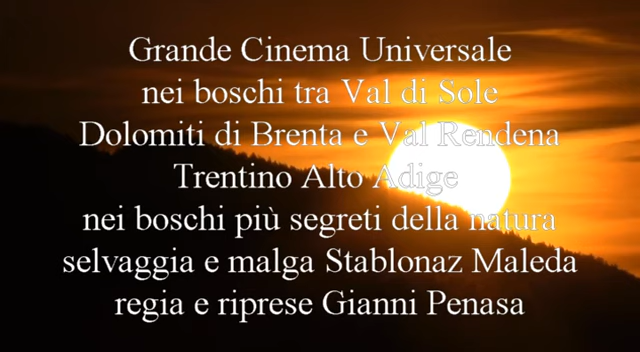 Grande Cinema Universale
nei boschi tra Val di Sole
Dolomiti di Brenta e Val Rendena
Trentino Alto Adige
nei boschi più segreti della natura
selvaggia e malga Stablonaz Maleda
regia e riprese Gianni Penasa